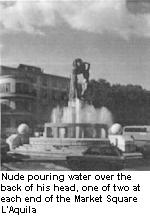 Nude pouring water over the
back of his head, one of two at
each end of the Market Square
L'Aquila